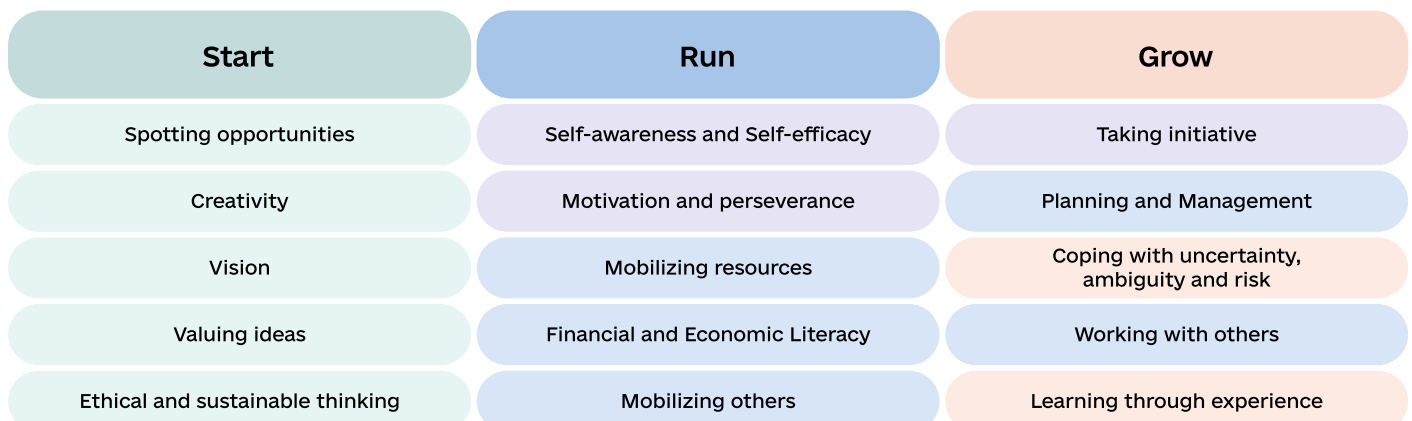 Start
Run
Grow
Spotting opportunities
Self-awareness and Self-efficacy
Taking initiative
Creativity
Motivation and perseverance
Planning and Management
Vision
Mobilizing resources
Coping with uncertainty,
ambiguity and risk
Valuing ideas
Financial and Economic Literacy
Working with others
Ethical and sustainable thinking
Mobilizing others
Learning through experience